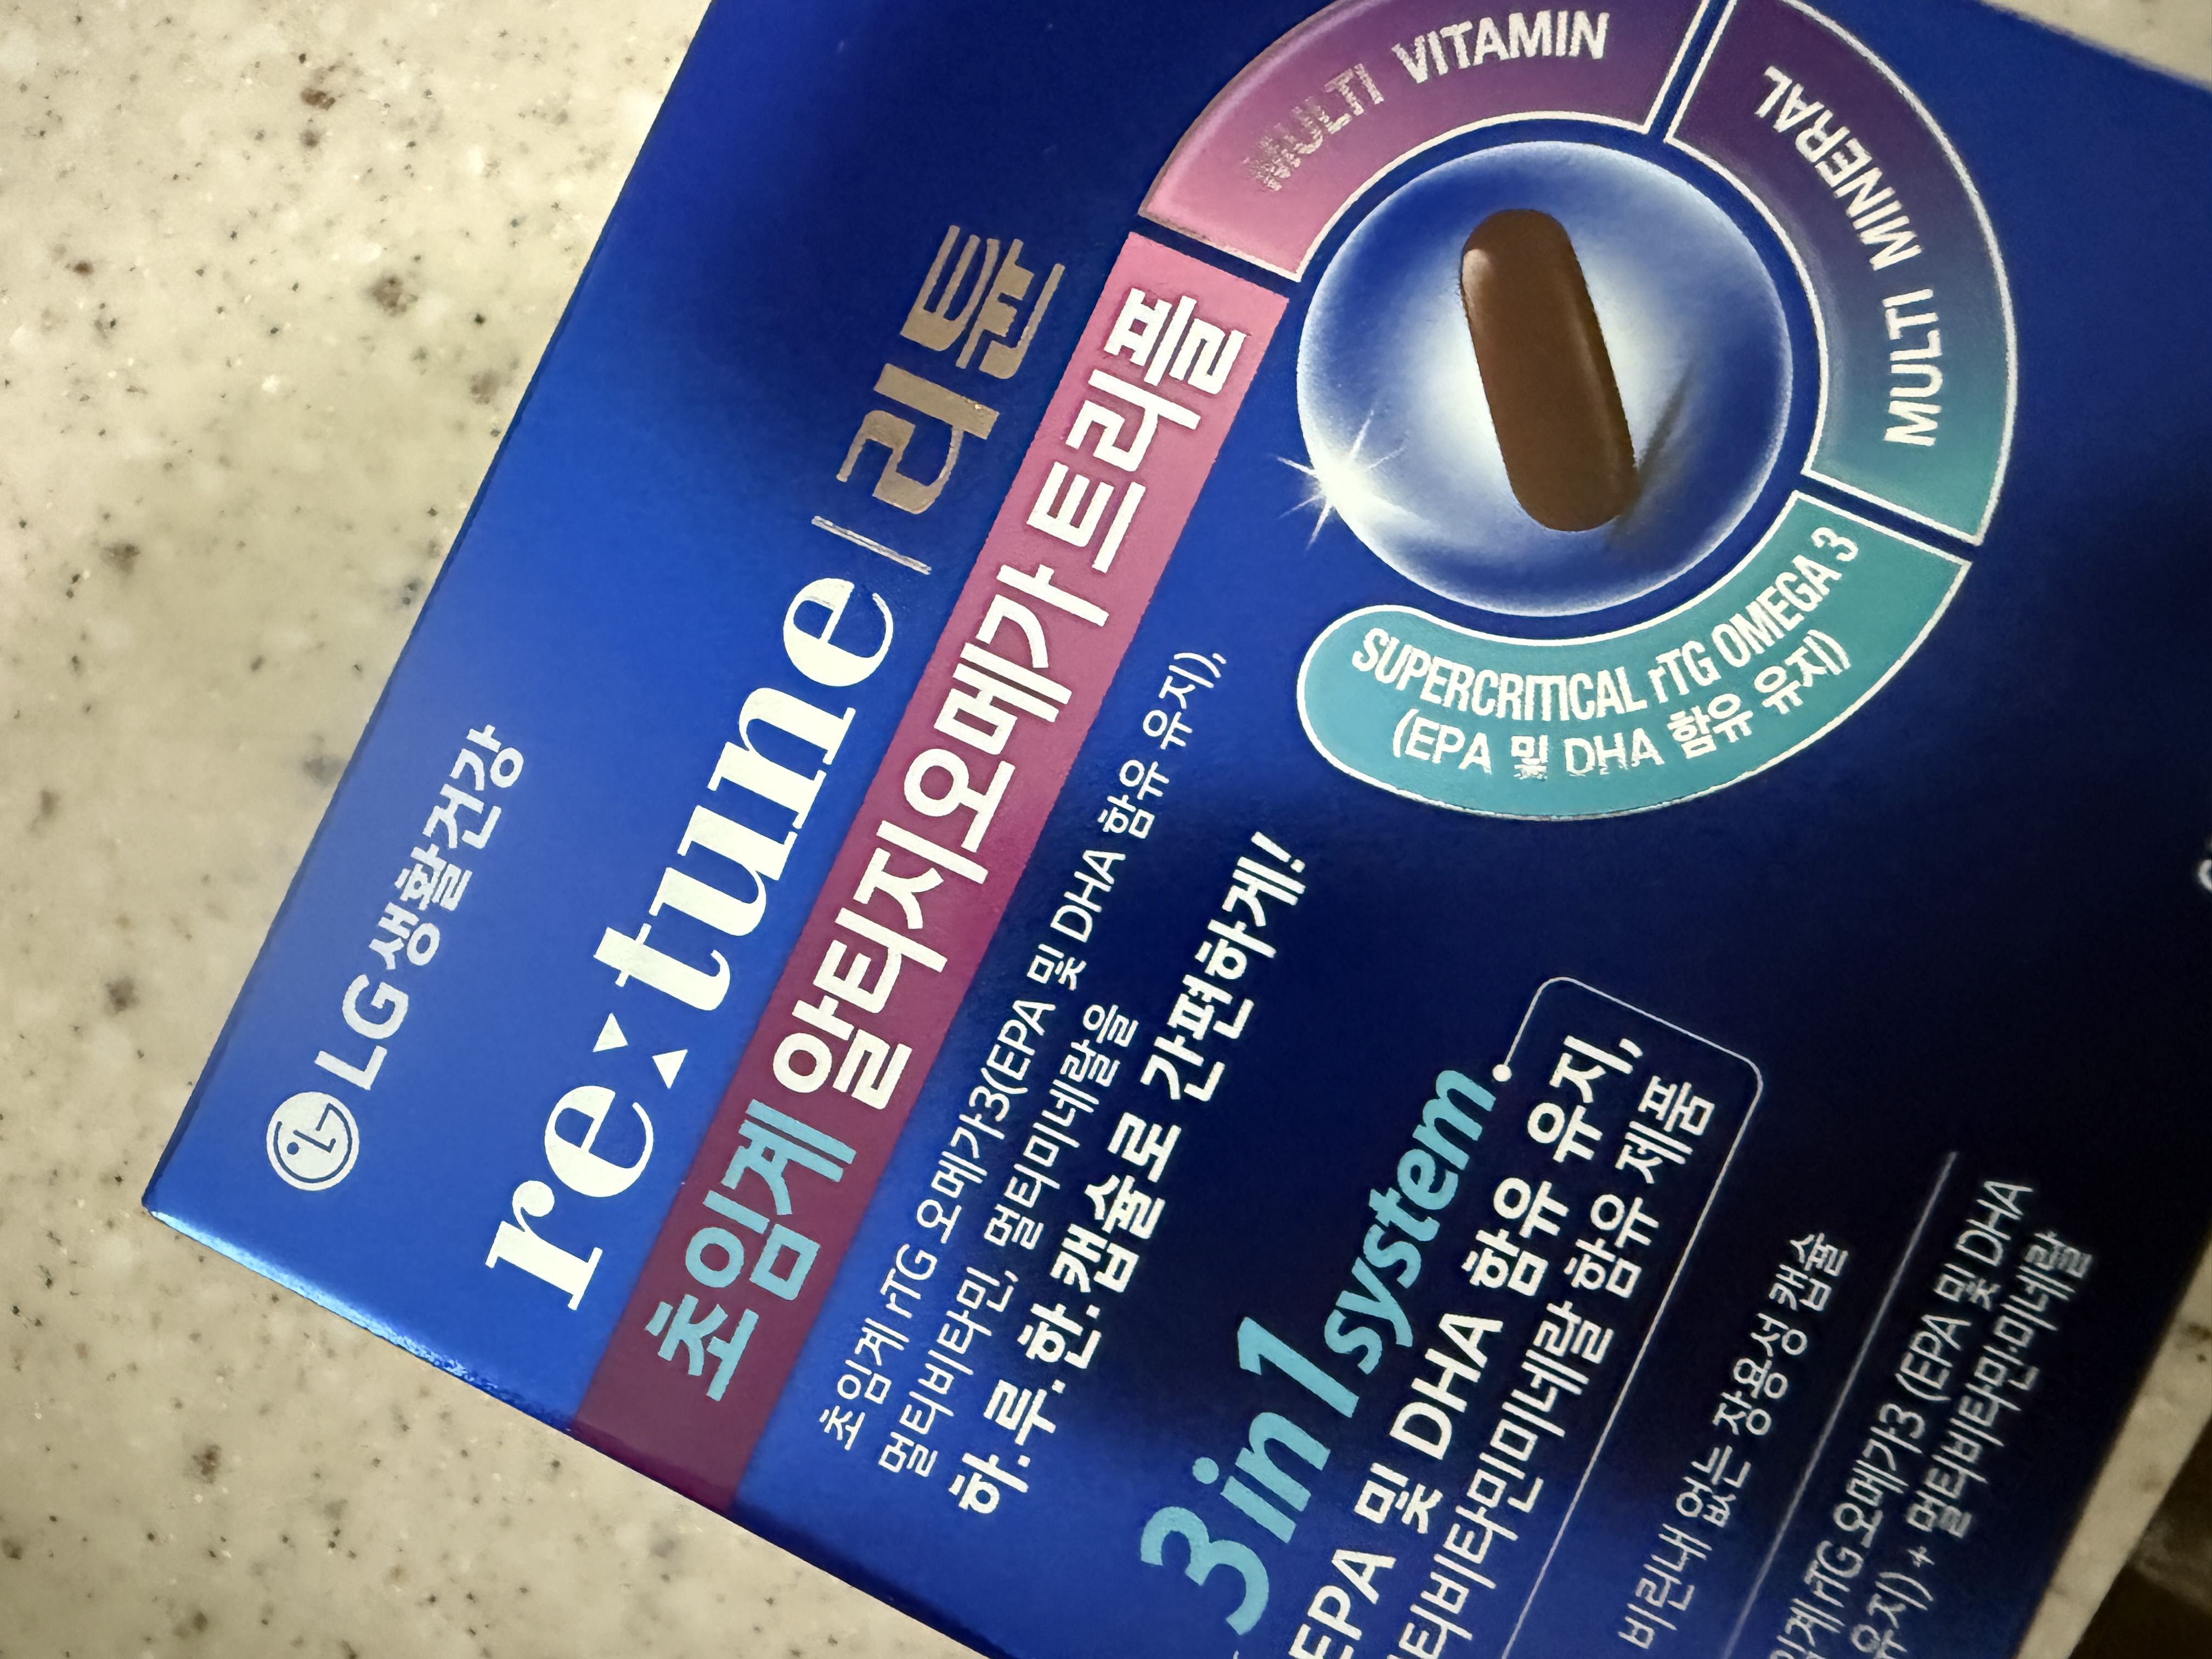 LG생활건강
re:tune | 리튠
초임계 알티지오메가 트리플
초임계 rTG 오메가3(EPA 및 DHA 함유 유지),
멀티비타민, 멀티미네랄을
하.루.한.캡슐로 간편하게!
MULTI VITAMIN
MULTI MINERAL
SUPERCRITICAL rTG OMEGA 3
(EPA 및 DHA 함유 유지)
3in1system
EPA 및 DHA 함유 유지,
티비타민미네랄 함유 제품
비린내 없는 장용성 캡슐
임계 rTG 오메가3 (EPA 및 DHA
유지) + 멀티비타민·미네랄